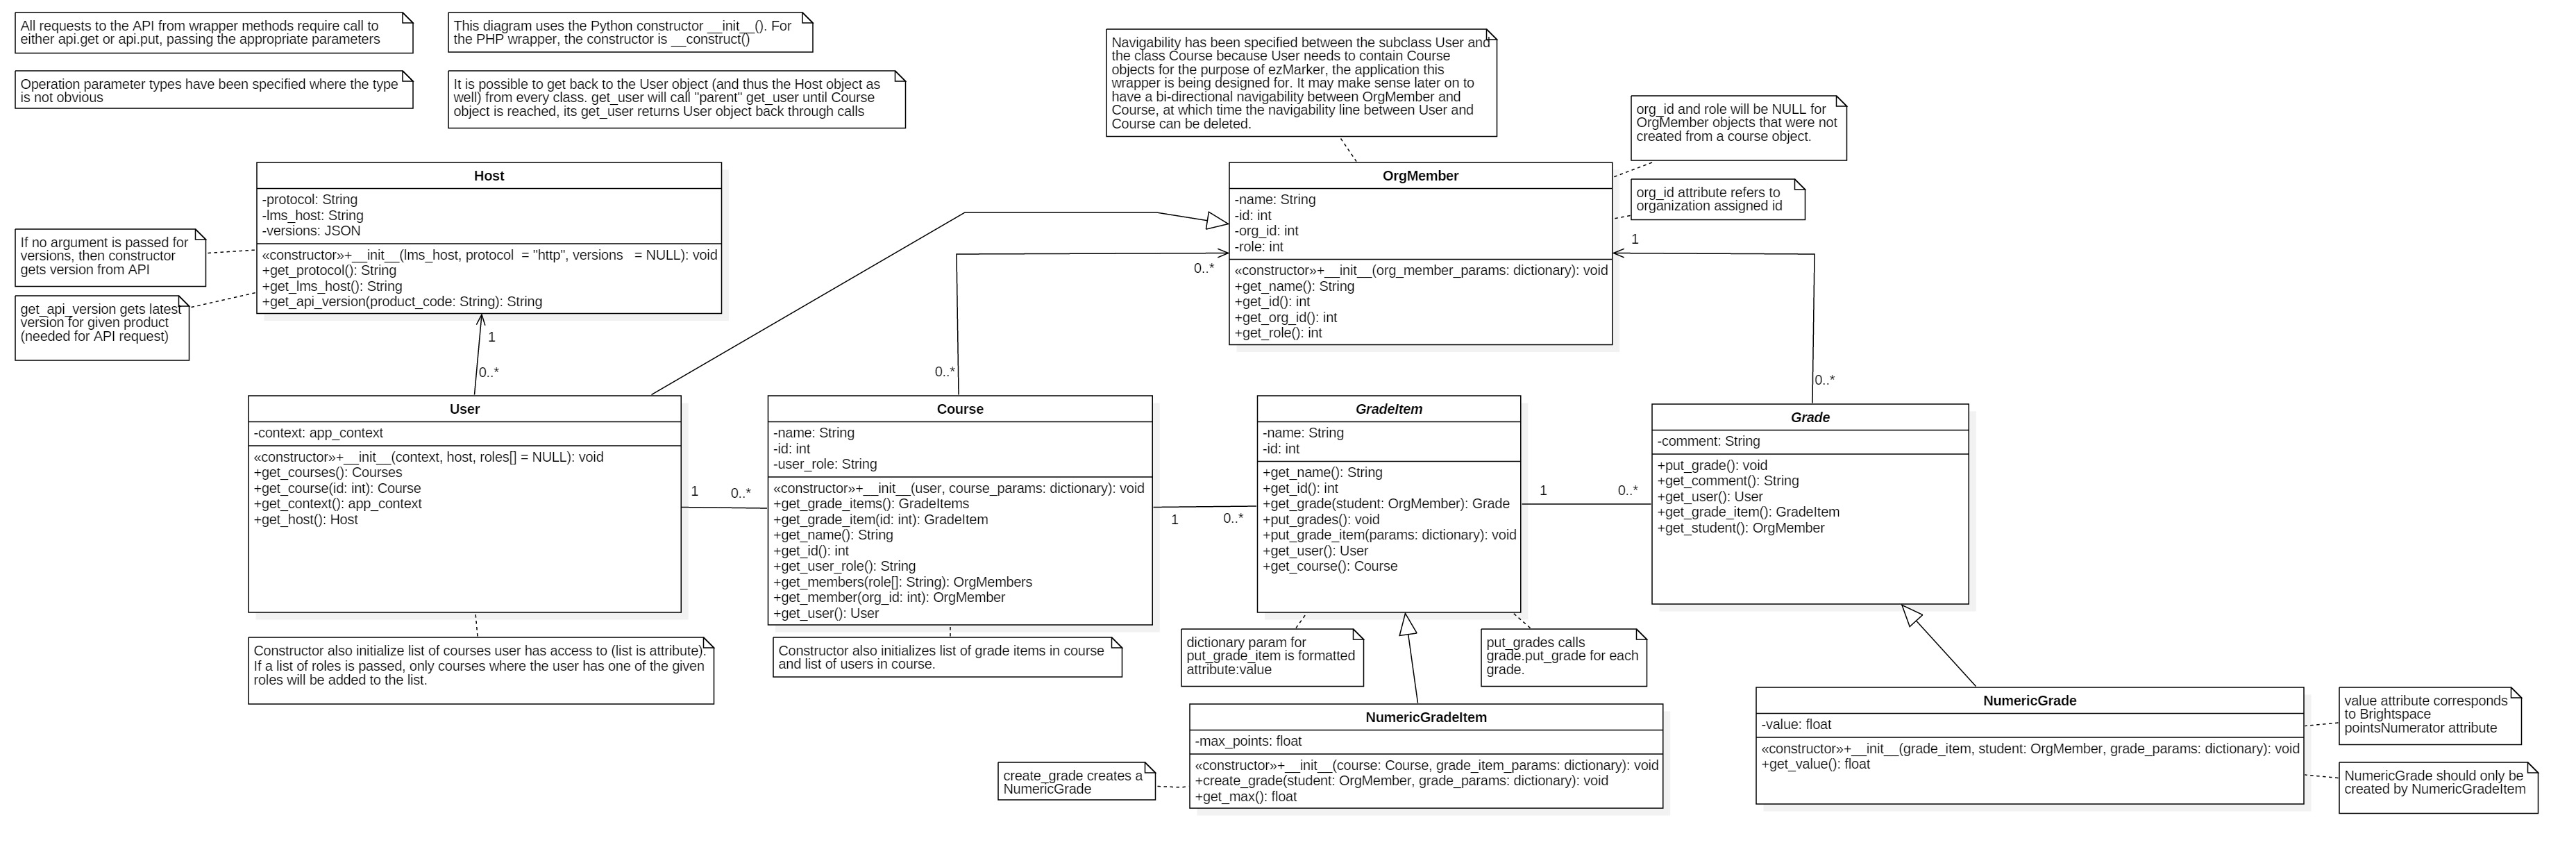 All requests to the API from wrapper methods require call to
either api.get or api.put, passing the appropriate parameters
This diagram uses the Python constructor __init__(). For
the PHP wrapper, the constructor is __construct()
Operation parameter types have been specified where the type
is not obvious
It is possible to get back to the User object (and thus the Host object as
well) from every class. get_user will call "parent" get_user until Course
object is reached, its get_user returns User object back through calls
Navigability has been specified between the subclass User and
the class Course because User needs to contain Course
objects for the purpose of ezMarker, the application this
wrapper is being designed for. It may make sense later on to
have a bi-directional navigability between OrgMember and
Course, at which time the navigability line between User and
Course can be deleted.
org_id and role will be NULL for
OrgMember objects that were not
created from a course object.
org_id attribute refers to
organization assigned id
Host
-protocol: String
-lms_host: String
-versions: JSON
«constructor»+__init__(lms_host, protocol  = "http", versions   = NULL): void
+get_protocol(): String
+get_lms_host(): String
+get_api_version(product_code: String): String
If no argument is passed for
versions, then constructor
gets version from API
get_api_version gets latest
version for given product
(needed for API request)
OrgMember
-name: String
-id: int
-org_id: int
-role: int
«constructor»+__init__(org_member_params: dictionary): void
+get_name(): String
+get_id(): int
+get_org_id(): int
+get_role(): int
1
0..*
0..*
0..*
1
0..*
User
-context: app_context
«constructor»+__init__(context, host, roles[] = NULL): void
+get_courses(): Courses
+get_course(id: int): Course
+get_context(): app_context
+get_host(): Host
1
0..*
Course
-name: String
-id: int
-user_role: String
«constructor»+__init__(user, course_params: dictionary): void
+get_grade_items(): GradeItems
+get_grade_item(id: int): GradeItem
+get_name(): String
+get_id(): int
+get_user_role(): String
+get_members(role[]: String): OrgMembers
+get_member(org_id: int): OrgMember
+get_user(): User
1
0..*
GradeItem
-name: String
-id: int
+get_name(): String
+get_id(): int
+get_grade(student: OrgMember): Grade
+put_grades(): void
+put_grade_item(params: dictionary): void
+get_user(): User
+get_course(): Course
1
0..*
Grade
-comment: String
+put_grade(): void
+get_comment(): String
+get_user(): User
+get_grade_item(): GradeItem
+get_student(): OrgMember
Constructor also initialize list of courses user has access to (list is attribute).
If a list of roles is passed, only courses where the user has one of the given
roles will be added to the list.
Constructor also initializes list of grade items in course
and list of users in course.
dictionary param for
put_grade_item is formatted
attribute:value
put_grades calls
grade.put_grade for each
grade.
NumericGradeItem
-max_points: float
«constructor»+__init__(course: Course, grade_item_params: dictionary): void
+create_grade(student: OrgMember, grade_params: dictionary): void
+get_max(): float
create_grade creates a
NumericGrade
NumericGrade
-value: float
«constructor»+__init__(grade_item, student: OrgMember, grade_params: dictionary): void
+get_value(): float
value attribute corresponds
to Brightspace
pointsNumerator attribute
NumericGrade should only be
created by NumericGradeItem